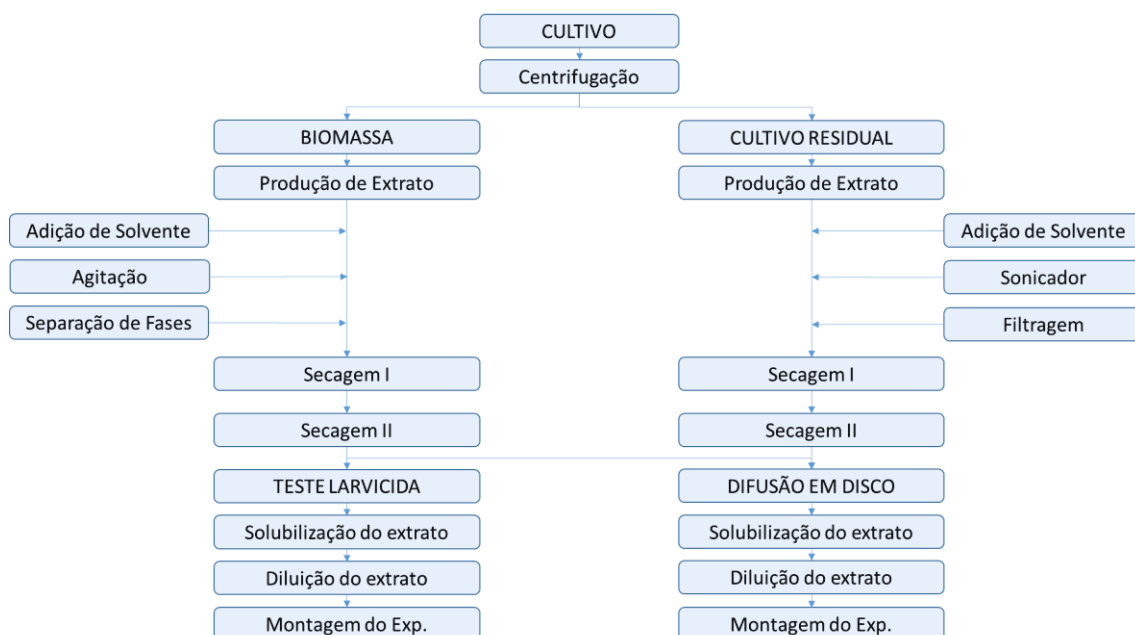 CULTIVO
Centrifugação
BIOMASSA
CULTIVO RESIDUAL
Produção de Extrato
Produção de Extrato
Adição de Solvente
Adição de Solvente
Agitação
Sonicador
Separação de Fases
Filtragem
Secagem I
Secagem I
Secagem II
Secagem II
TESTE LARVICIDA
DIFUSÃO EM DISCO
Solubilização do extrato
Solubilização do extrato
Diluição do extrato
Diluição do extrato
Montagem do Exp.
Montagem do Exp.